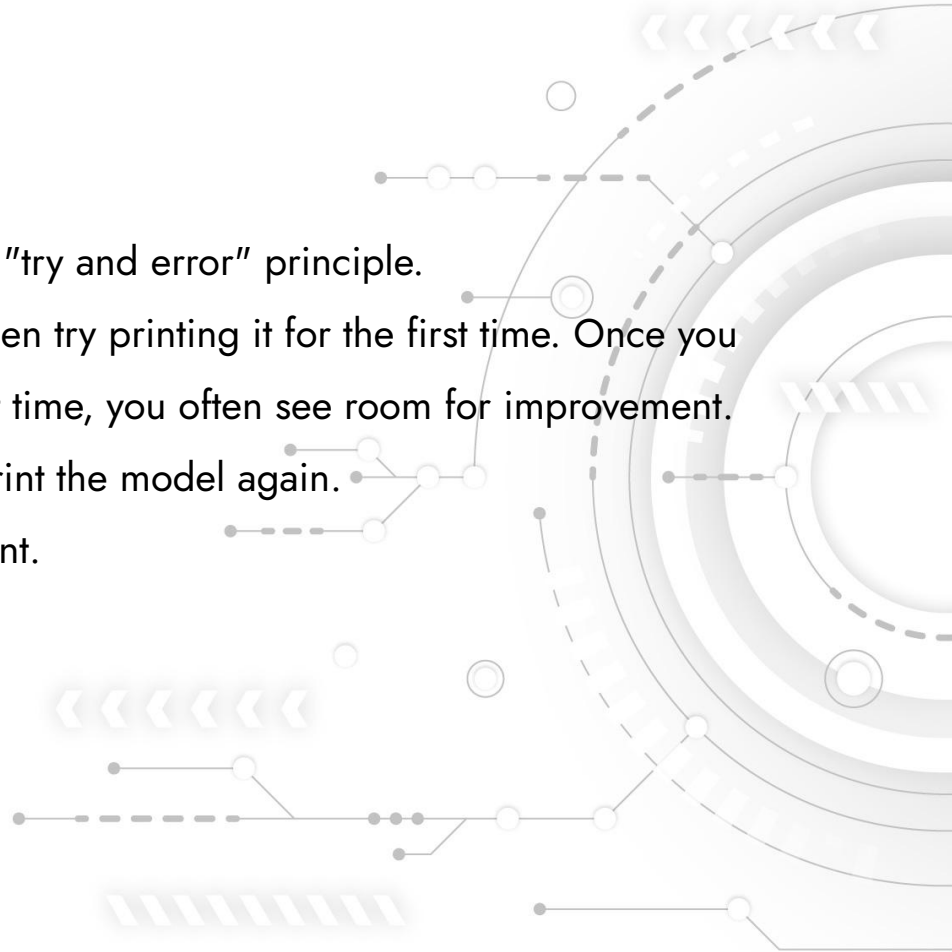 "try and error" principle.
en try printing it for the first time. Once you
time, you often see room for improvement.
rint the model again.
nt.